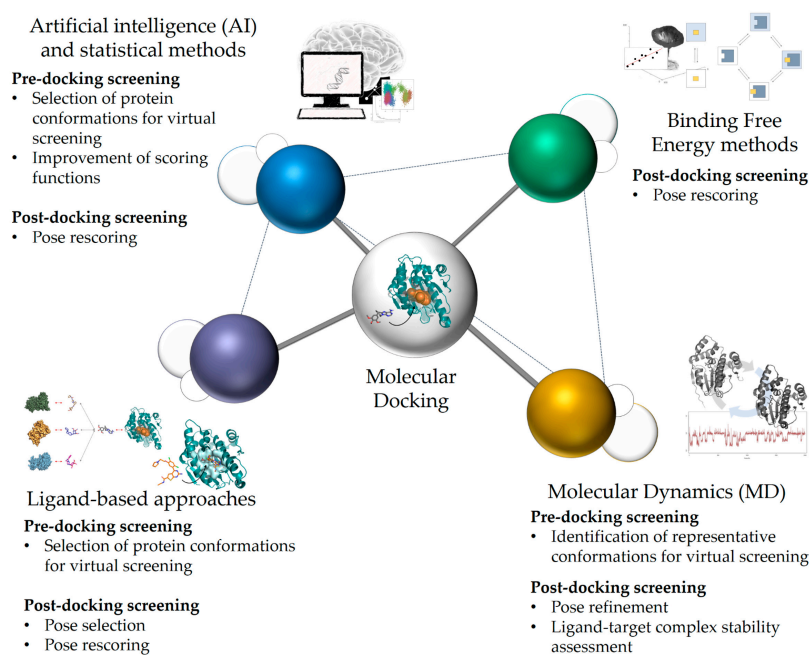 Artificial intelligence (AI)
and statistical methods
Pre-docking screening
• Selection of protein
conformations for virtual
screening
• Improvement of scoring
functions
Post-docking screening
• Pose rescoring
Binding Free
Energy methods
Post-docking screening
• Pose rescoring
Molecular
Docking
Ligand-based approaches
Pre-docking screening
• Selection of protein conformations
for virtual screening
Post-docking screening
• Pose selection
• Pose rescoring
Molecular Dynamics (MD)
Pre-docking screening
• Identification of representative
conformations for virtual screening
Post-docking screening
• Pose refinement
• Ligand-target complex stability
assessment